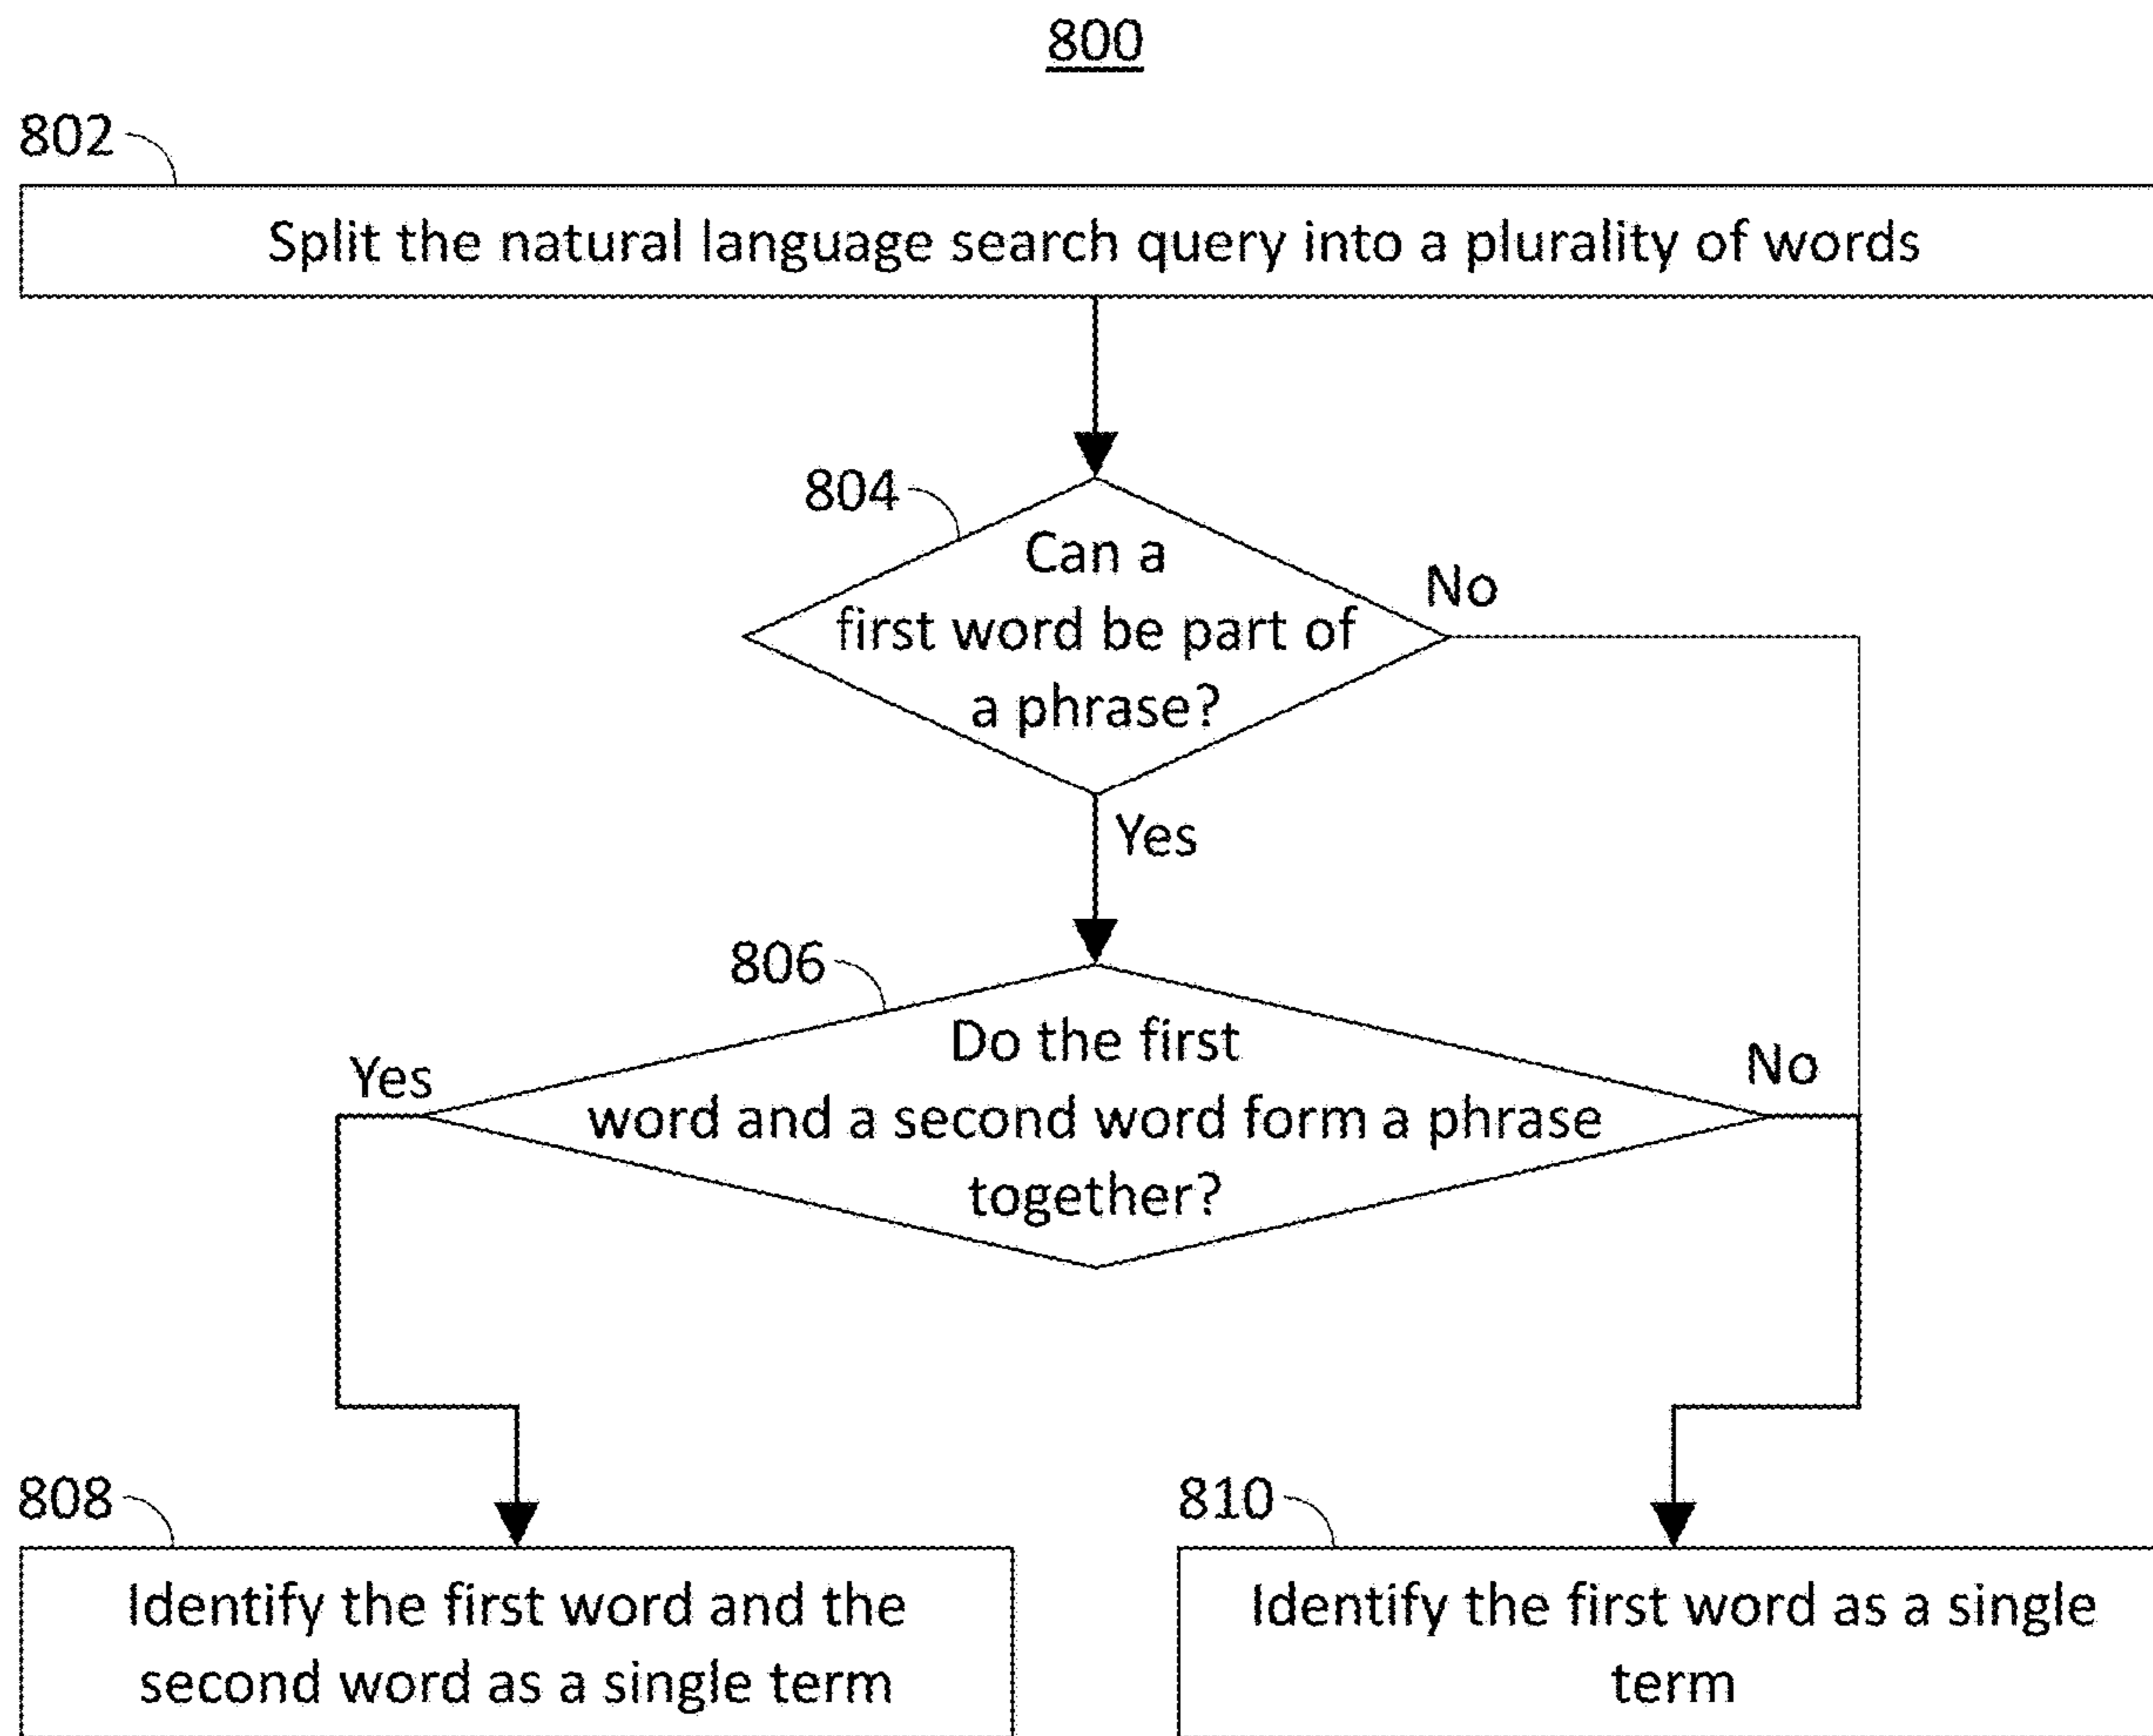 800
802
Split the natural language search query into a plurality of words
804
Can a
first word be part of
a phrase?
No
Yes
806
Do the first
word and a second word form a phrase
together?
Yes
No
808
Identify the first word and the
second word as a single term
810
Identify the first word as a single
term